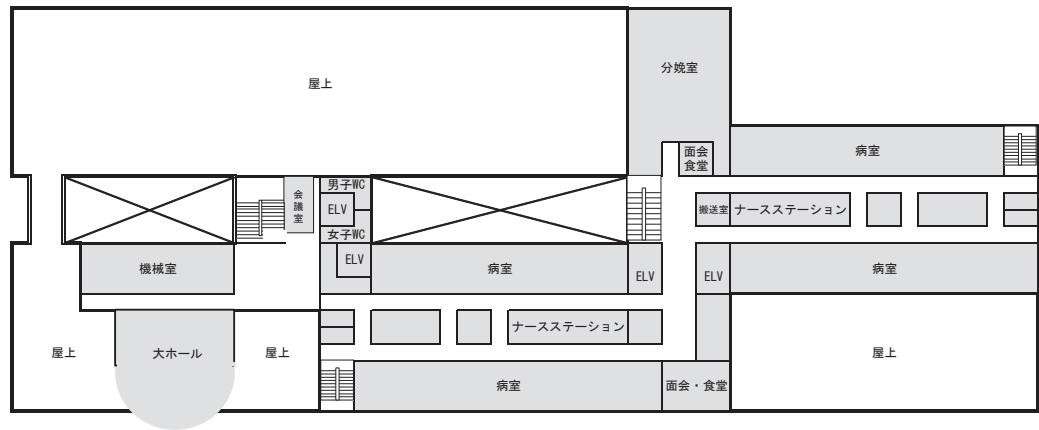 屋上
分娩室
面会
食堂
病室
会議室
男子WC
ELV
女子WC
ELV
搬送室
ナースステーション
機械室
病室
ELV
ELV
病室
屋上
大ホール
屋上
ナースステーション
屋上
病室
面会・食堂